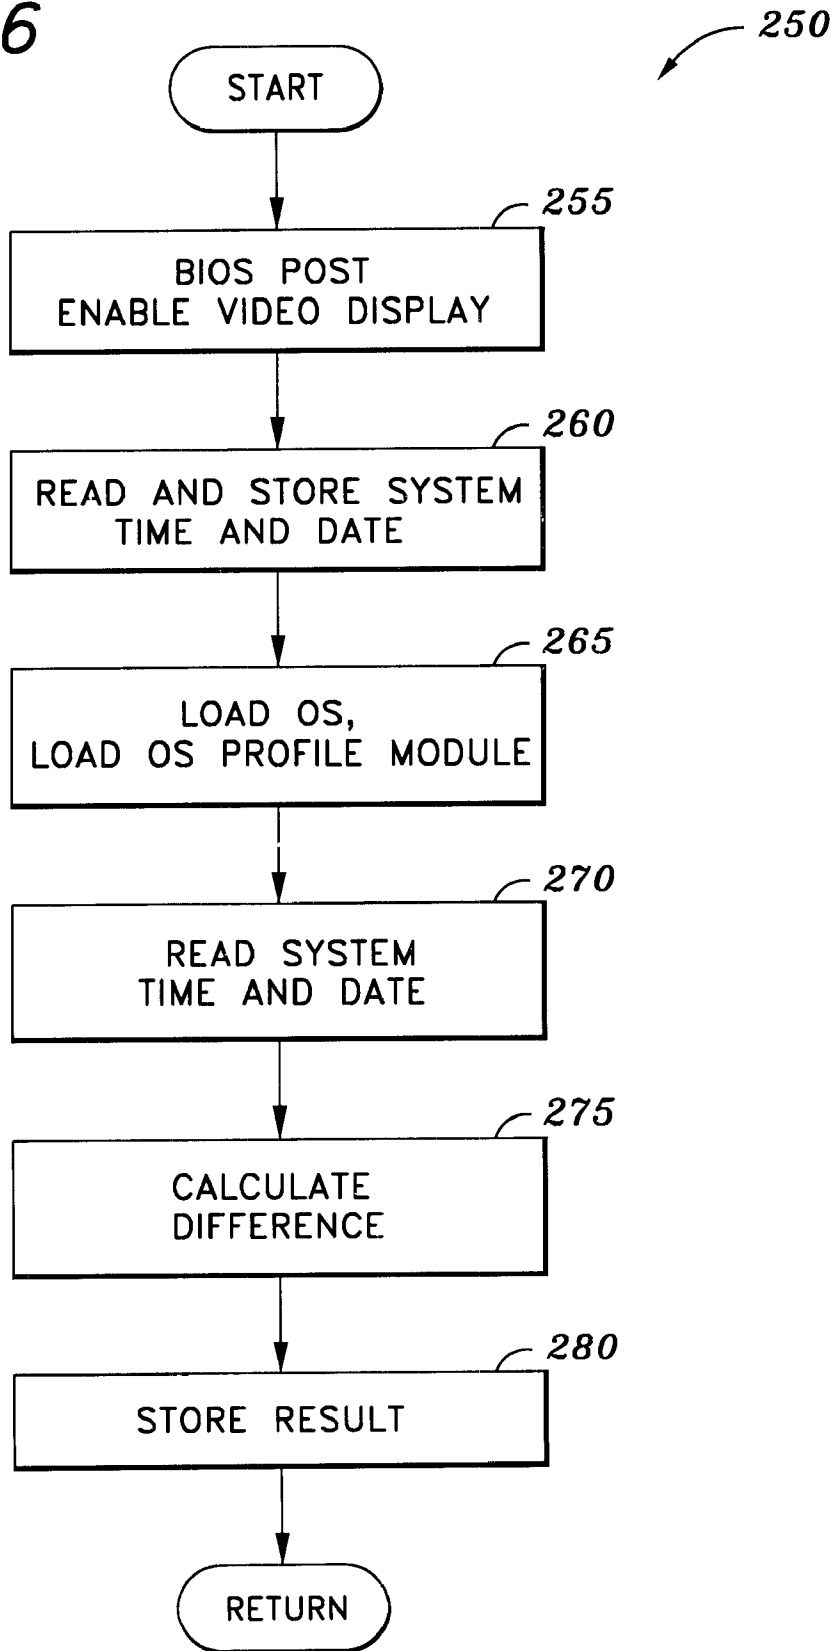 6
250
START
255
BIOS POST
ENABLE VIDEO DISPLAY
260
READ AND STORE SYSTEM
TIME AND DATE
265
LOAD OS,
LOAD OS PROFILE MODULE
270
READ SYSTEM
TIME AND DATE
275
CALCULATE
DIFFERENCE
280
STORE RESULT
RETURN